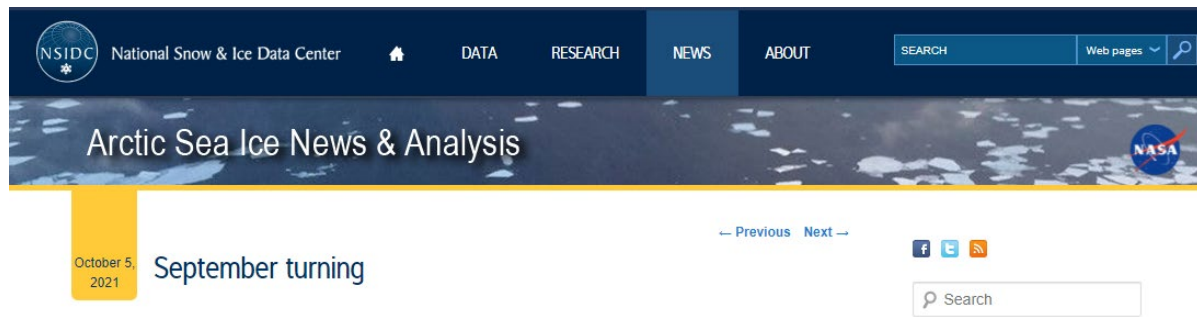 NSIDC
National Snow & Ice Data Center
DATA
RESEARCH
NEWS
ABOUT
SEARCH
Web pages
Arctic Sea Ice News & Analysis
NASA
← Previous Next →
October 5,
2021
September turning
Search